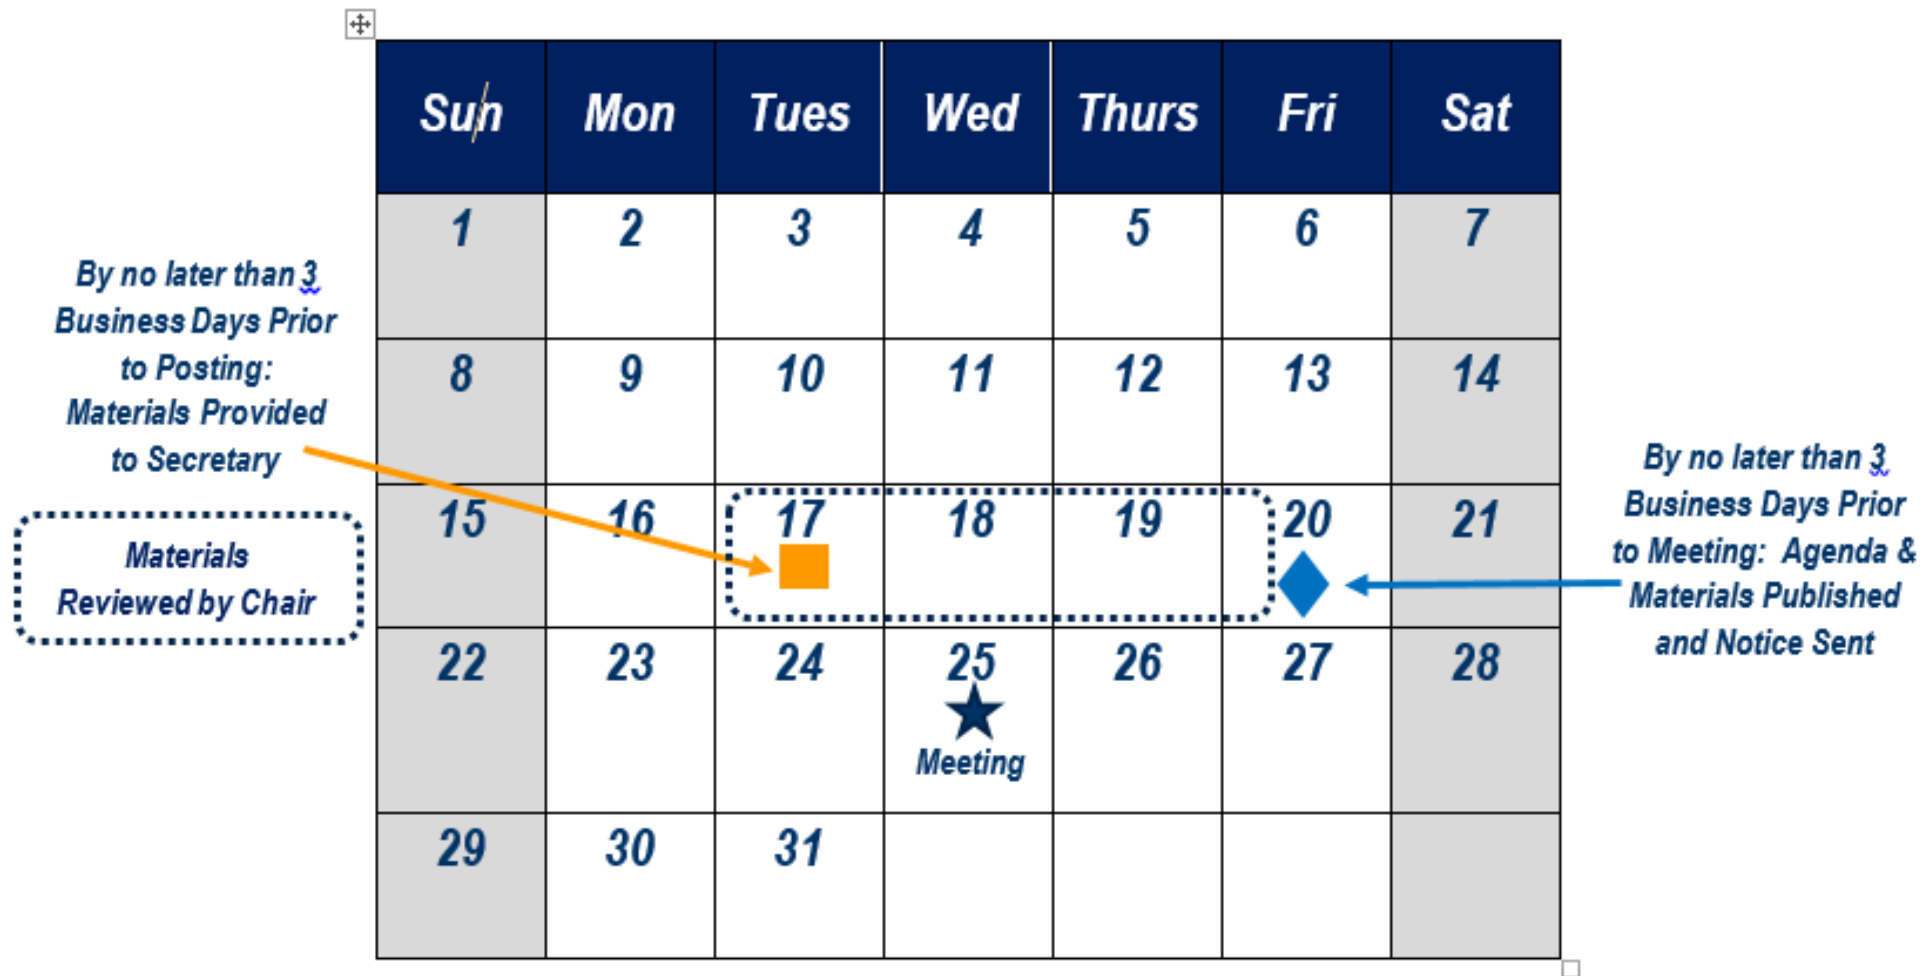 Sun Mon Tues Wed Thurs Fri Sat
1 2 3 4 5 6 7
By no later than 3
Business Days Prior
to Posting:
Materials Provided
to Secretary
8 9 10 11 12 13 14
Materials
Reviewed by Chair
15 16 17 18 19 20 21
By no later than 3
Business Days Prior
to Meeting: Agenda &
Materials Published
and Notice Sent
22 23 24 25 26 27 28
Meeting
29 30 31